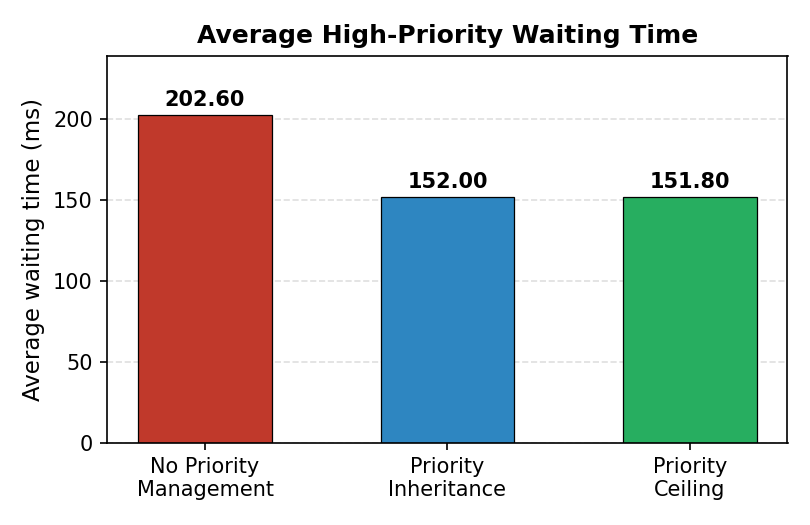 Average High-Priority Waiting Time
Average waiting time (ms)
200
150
100
50
0
202.60
152.00
151.80
No Priority
Management
Priority
Inheritance
Priority
Ceiling